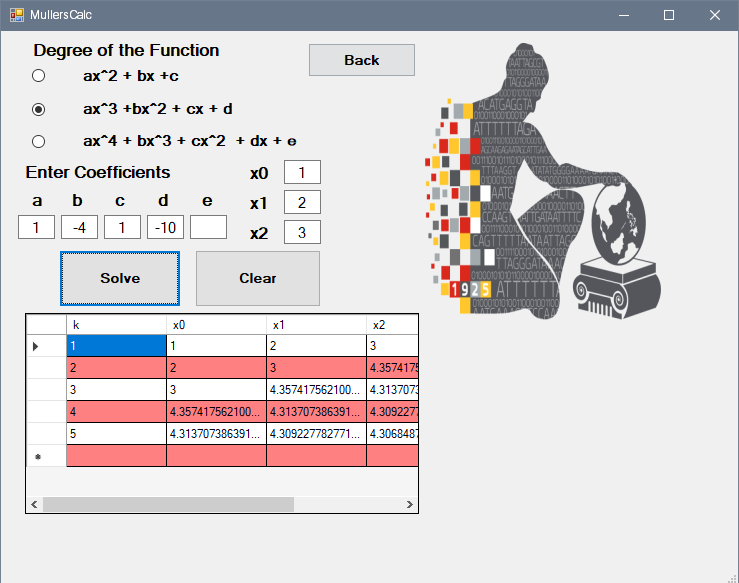 MullersCalc
Degree of the Function
Back
ax^2 + bx +c
ax^3 +bx^2 + cx + d
ax^4 + bx^3 + cx^2 + dx + e
Enter Coefficients
x0 1
a b c d e
x1 2
1 -4 1 -10
x2 3
Solve Clear
k x0 x1 x2
1 1 2 3
2 2 3 4.3574175
3 3 4.357417562100... 4.3137073
4 4.357417562100... 4.313707386391... 4.3092277
5 4.313707386391... 4.309227782771... 4.3068487
1925